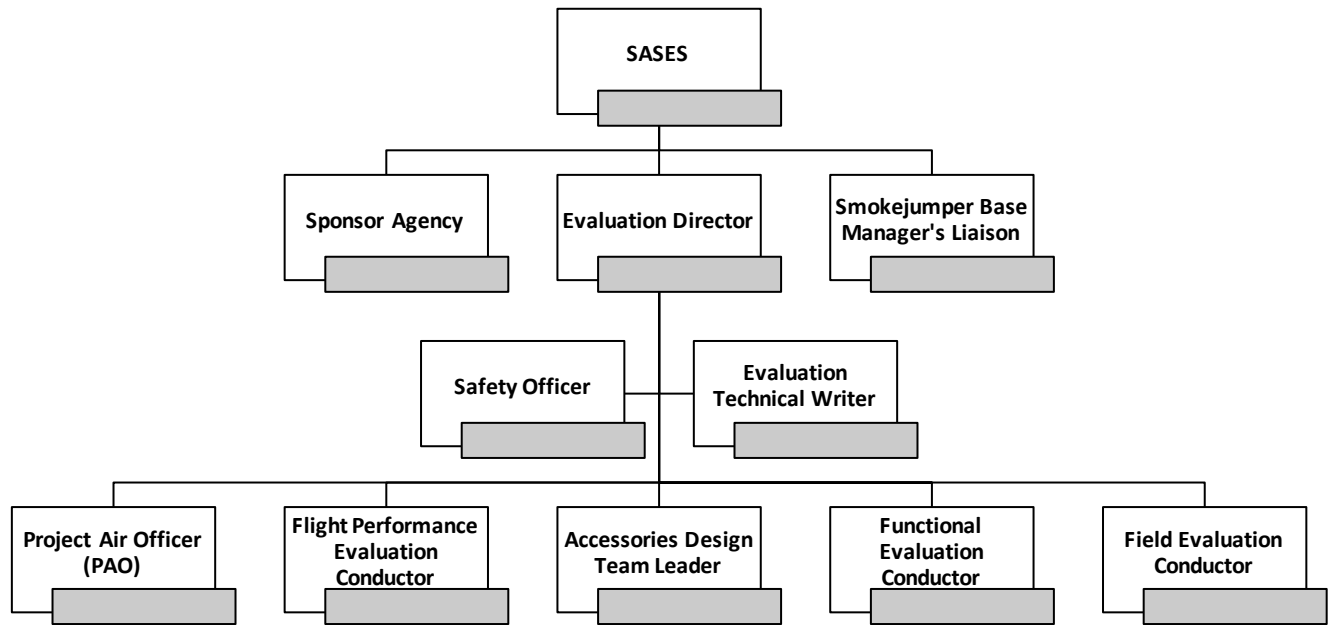 SASES
Sponsor Agency
Evaluation Director
Smokejumper Base
Manager's Liaison
Safety Officer
Evaluation
Technical Writer
Project Air Officer
(PAO)
Flight Performance
Evaluation
Conductor
Accessories Design
Team Leader
Functional
Evaluation
Conductor
Field Evaluation
Conductor